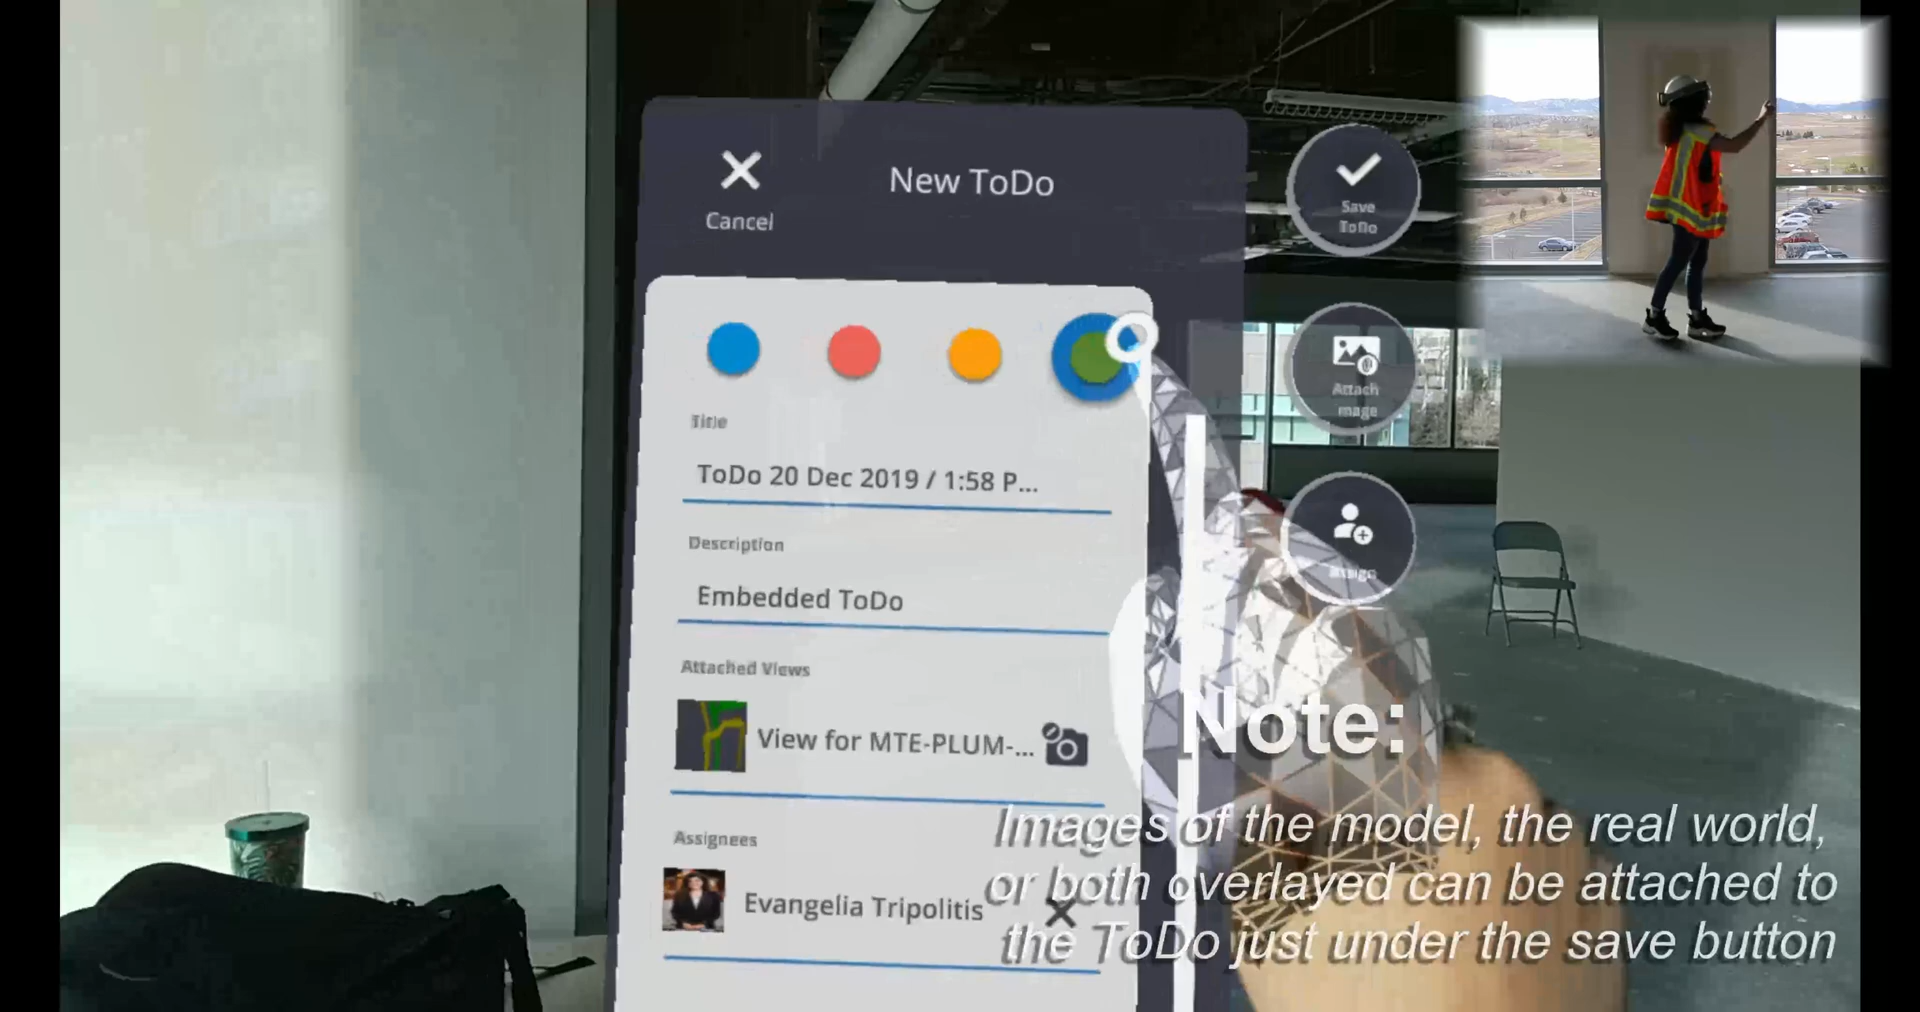 Cancel
New ToDo
Save
ToDo
Attach
Image
Assign
Title
ToDo 20 Dec 2019 / 1:58 P...
Description
Embedded ToDo
Attached Views
View for MTE-PLUM-...
Assignees
Evangelia Tripolitis
Note:
Images of the model, the real world,
or both overlayed can be attached to
the ToDo just under the save button